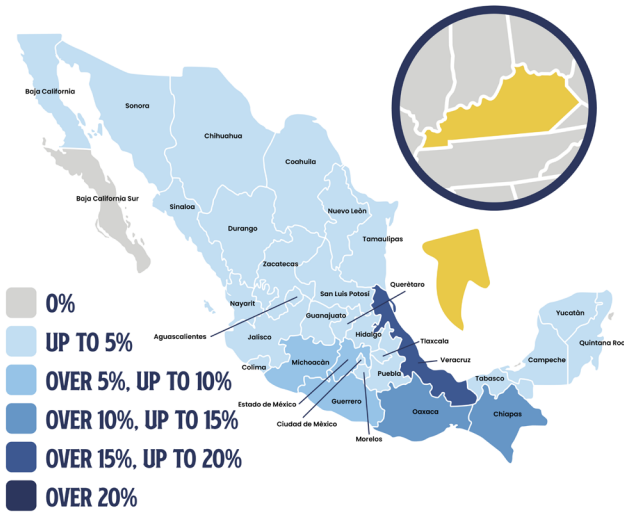 Baja California
Sonora
Chihuahua
Coahuila
Baja California Sur
Sinaloa
Nuevo Leòn
Durango
Tamaulipas
Zacatecas
Querètaro
San Luis Potosí
Nayarit
Guanajuato
Aguascalientes
Hidalgo
Jalisco
Tlaxcala
Michoacán
Veracruz
Colima
Puebla
Estado de México
Guerrero
Ciudad de México
Morelos
Oaxaca
Chiapas
Tabasco
Campeche
Yucatàn
Quintana Roo
0%
UP TO 5%
OVER 5%, UP TO 10%
OVER 10%, UP TO 15%
OVER 15%, UP TO 20%
OVER 20%